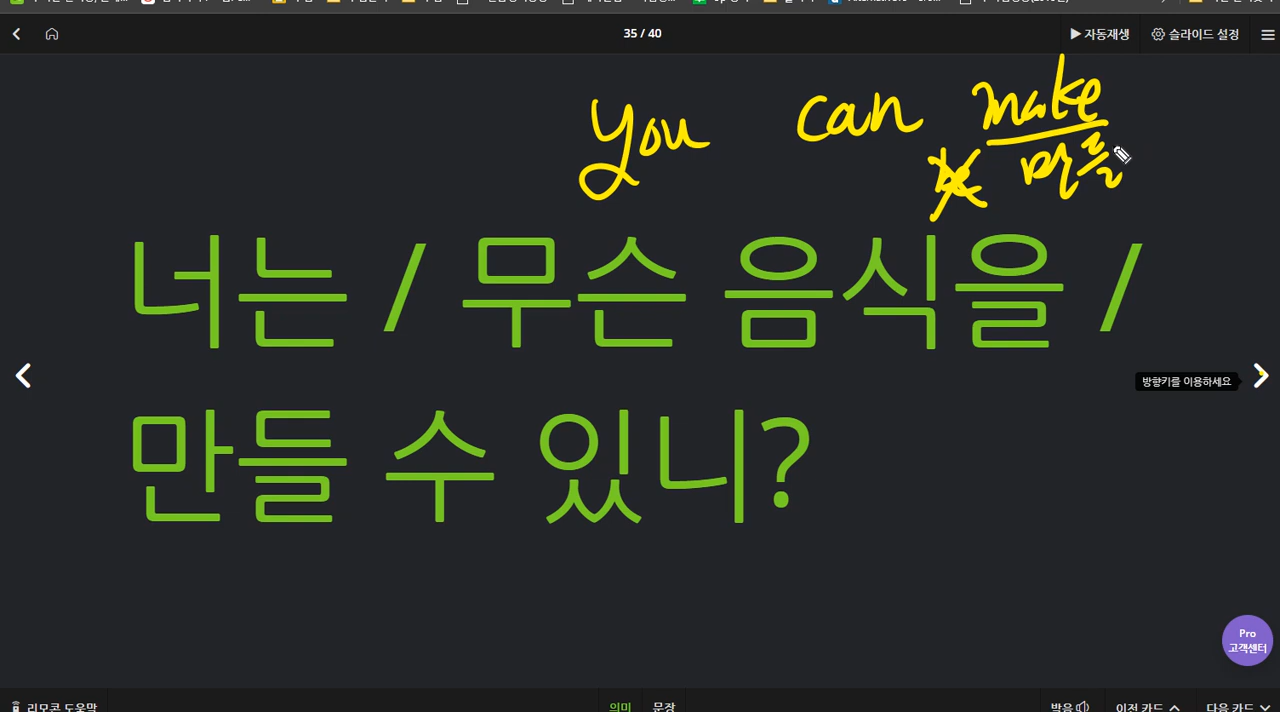 35 / 40
▶ 자동재생
슬라이드 설정
you can make
만들
너는 / 무슨 음식을 /
만들 수 있니?
방향키를 이용하세요
Pro
고객센터
리모콘 도움말
의미
문장
발음
이전 카드
다음 카드